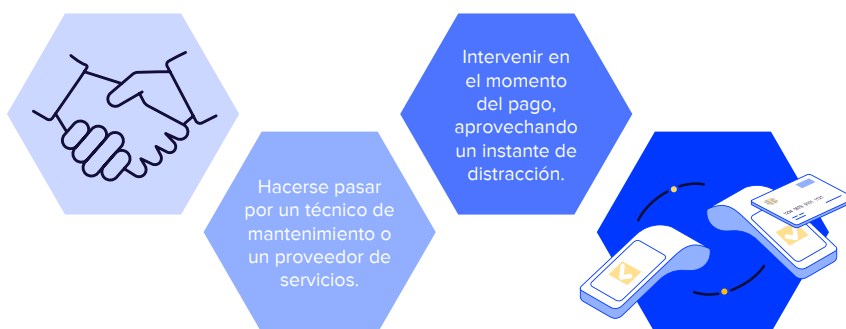 Hacerse pasar
por un técnico de
mantenimiento o
un proveedor de
servicios.
Intervenir en
el momento
del pago,
aprovechando
un instante de
distracción.